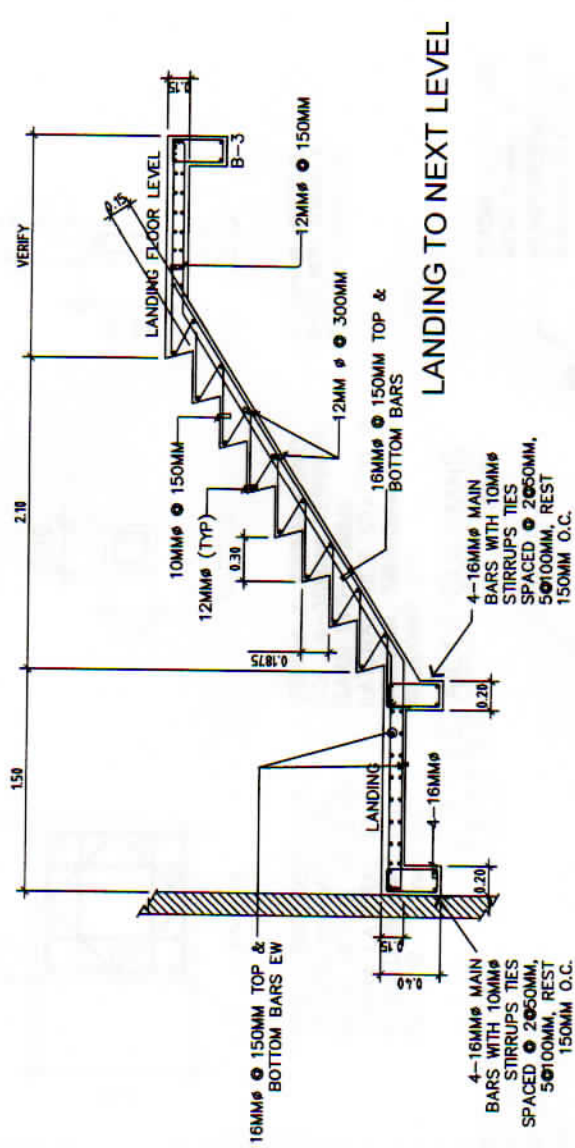 1.50
2.10
VERIFY
16MMø @ 150MM TOP &
BOTTOM BARS EW
LANDING
0.15
0.40
0.20
0.20
4-16MMø
4-16MMø MAIN
BARS WITH 10MMø
STIRRUPS TIES
SPACED @ 2@50MM,
5@100MM, REST
150MM O.C.
0.1875
0.30
12MMø (TYP)
10MMø @ 150MM
LANDING FLOOR LEVEL
0.15
0.15
B-3
12MMø @ 150MM
12MM ø @ 300MM
16MMø @ 150MM TOP &
BOTTOM BARS
4-16MMø MAIN
BARS WITH 10MMø
STIRRUPS TIES
SPACED @ 2@50MM,
5@100MM, REST
150MM O.C.
LANDING TO NEXT LEVEL